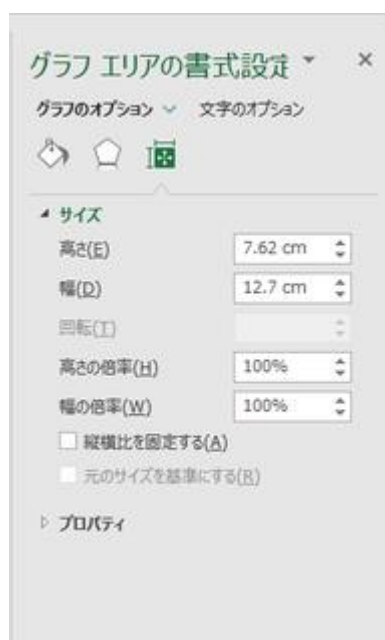 グラフ エリアの書式設定
グラフのオプション 文字のオプション
サイズ
高さ(E) 7.62 cm
幅(D) 12.7 cm
回転(T)
高さの倍率(H) 100%
幅の倍率(W) 100%
縦横比を固定する(A)
元のサイズを基準にする(R)
プロパティ